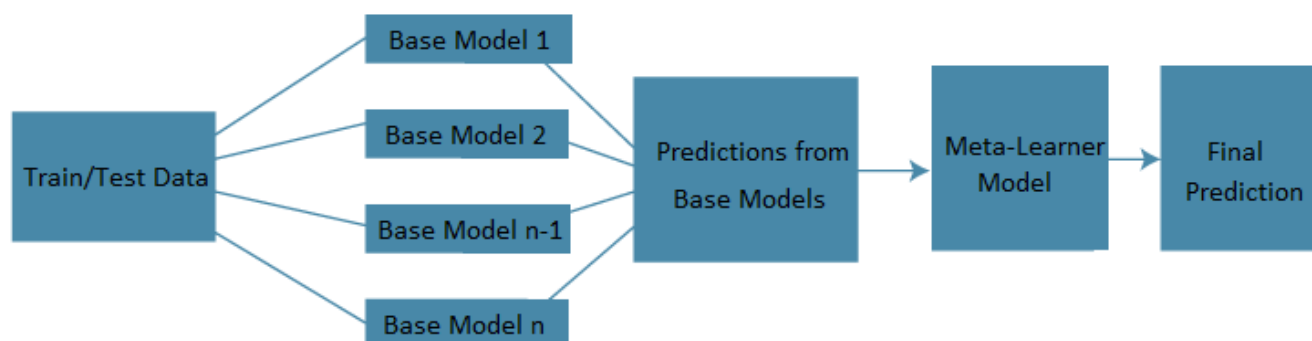 Train/Test Data
Base Model 1
Base Model 2
Base Model n-1
Base Model n
Predictions from
Base Models
Meta-Learner
Model
Final
Prediction